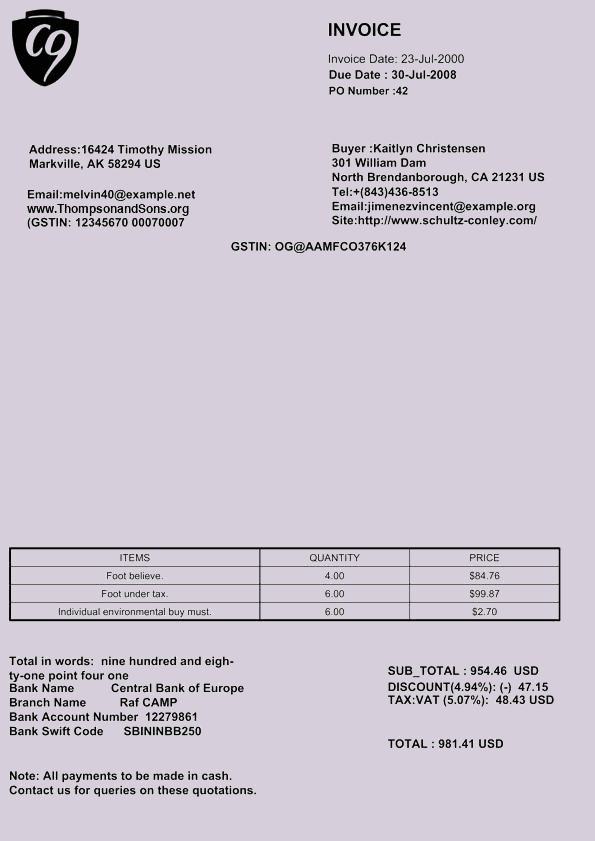 C9
INVOICE
Invoice Date: 23-Jul-2000
Due Date : 30-Jul-2008
PO Number :42
Address:16424 Timothy Mission
Markville, AK 58294 US
Email:melvin40@example.net
www.ThompsonandSons.org
(GSTIN: 12345670 00070007
Buyer :Kaitlyn Christensen
301 William Dam
North Brendanborough, CA 21231 US
Tel:+(843)436-8513
Email:jimenezvincent@example.org
Site:http://www.schultz-conley.com/
GSTIN: OG@AAMFCO376K124
ITEMS QUANTITY PRICE
Foot believe. 4.00 $84.76
Foot under tax. 6.00 $99.87
Individual environmental buy must. 6.00 $2.70
Total in words: nine hundred and eigh-
ty-one point four one
Bank Name Central Bank of Europe
Branch Name Raf CAMP
Bank Account Number 12279861
Bank Swift Code SBININBB250
SUB_TOTAL : 954.46 USD
DISCOUNT(4.94%): (-) 47.15
TAX:VAT (5.07%): 48.43 USD
TOTAL : 981.41 USD
Note: All payments to be made in cash.
Contact us for queries on these quotations.